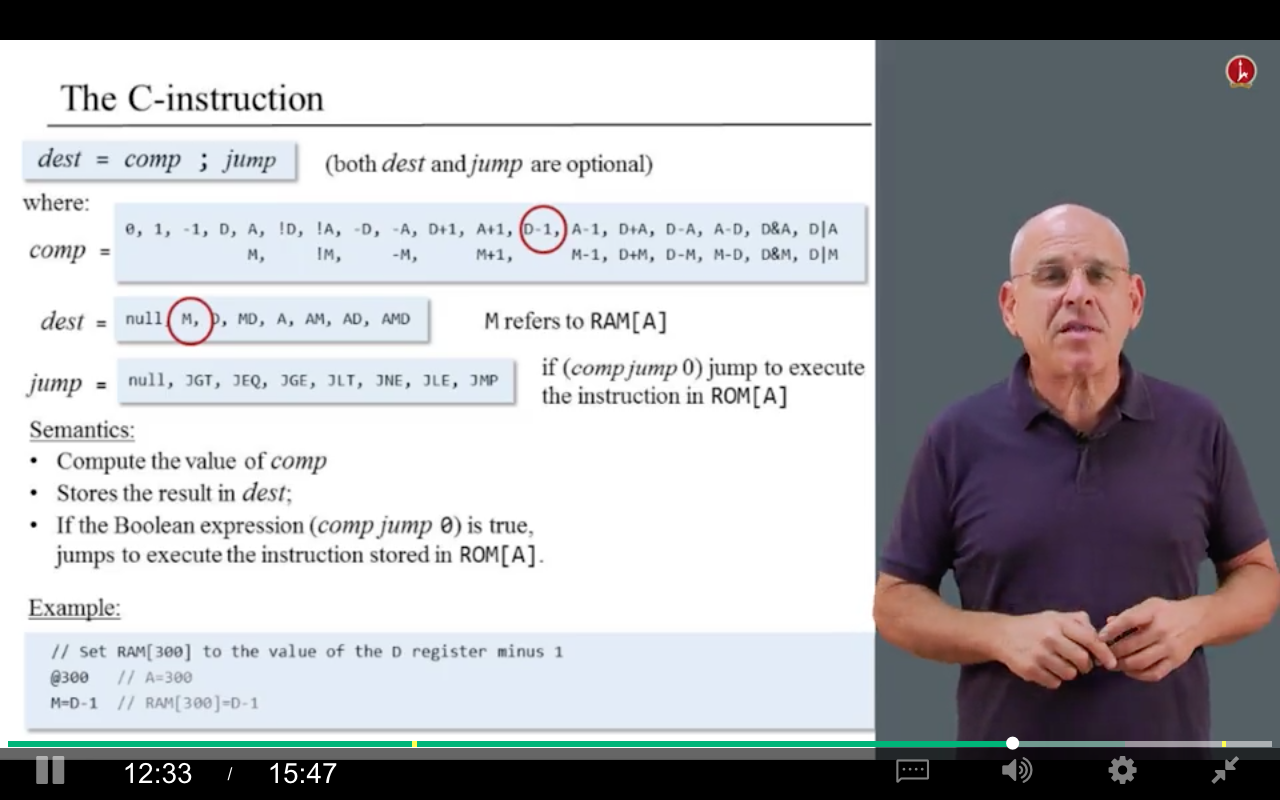 The C-instruction
dest = comp ; jump (both dest and jump are optional)
where:
comp =
0, 1, -1, D, A, !D, !A, -D, -A, D+1, A+1, D-1, A-1, D+A, D-A, A-D, D&A, D|A
M, !M, -M, M+1, M-1, D+M, D-M, M-D, D&M, D|M
dest = null, M, D, MD, A, AM, AD, AMD M refers to RAM[A]
jump = null, JGT, JEQ, JGE, JLT, JNE, JLE, JMP
if (comp jump 0) jump to execute
the instruction in ROM[A]
Semantics:
• Compute the value of comp
• Stores the result in dest;
• If the Boolean expression (comp jump 0) is true,
jumps to execute the instruction stored in ROM[A].
Example:
// Set RAM[300] to the value of the D register minus 1
@300 // A=300
M=D-1 // RAM[300]=D-1
12:33 / 15:47